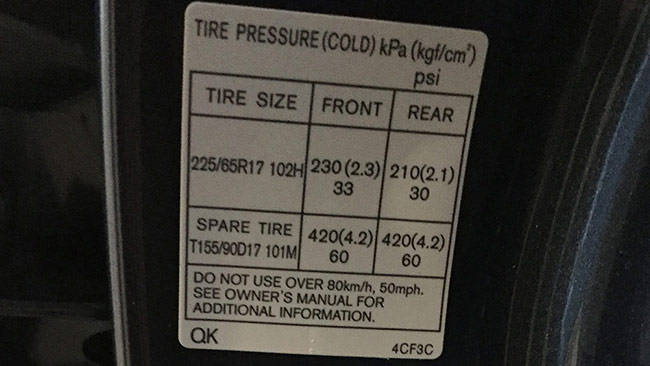 TIRE PRESSURE (COLD) kPa (kgf/cm²)
psi
TIRE SIZE FRONT REAR
225/65R17 102H 230 (2.3) 210(2.1)
33 30
SPARE TIRE 420(4.2) 420(4.2)
T155/90D17 101M 60 60
DO NOT USE OVER 80km/h, 50mph.
SEE OWNER'S MANUAL FOR
ADDITIONAL INFORMATION.
QK 4CF3C